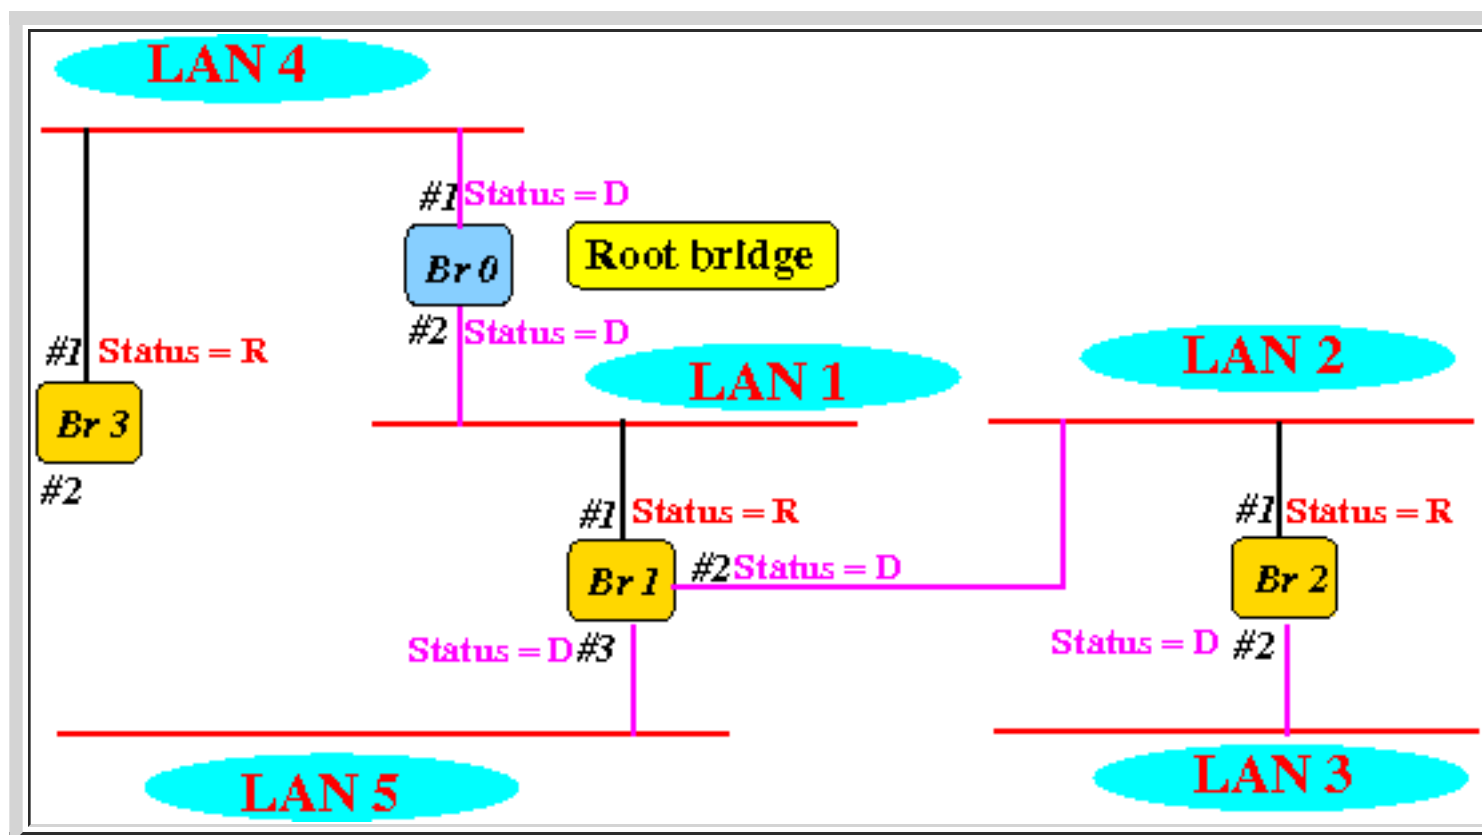 LAN 4
#1 Status = D
Br 0
Root bridge
#2 Status = D
#1 Status = R
Br 3
#2
LAN 1
LAN 2
#1 Status = R
Br 1
#2 Status = D
Status = D #3
#1 Status = R
Br 2
Status = D #2
LAN 5
LAN 3